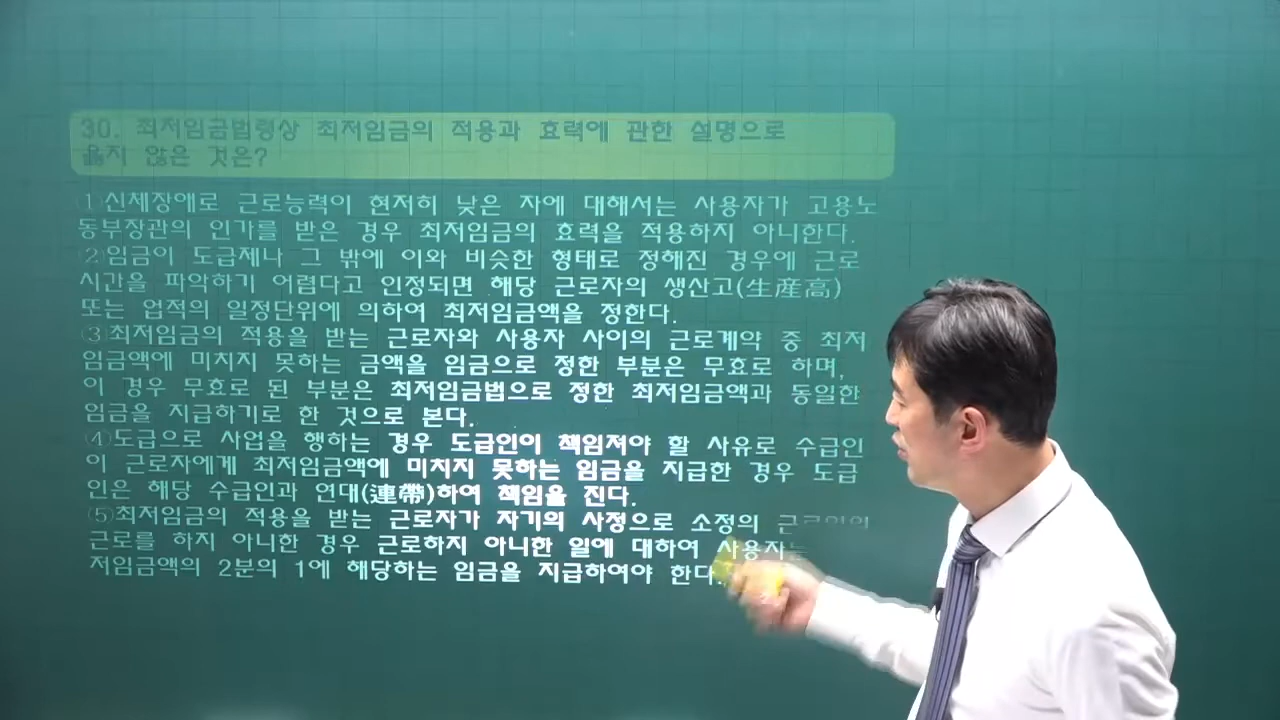 30. 최저임금법령상 최저임금의 적용과 효력에 관한 설명으로
옳지 않은 것은?
(1)신체장애로 근로능력이 현저히 낮은 자에 대해서는 사용자가 고용노
동부장관의 인가를 받은 경우 최저임금의 효력을 적용하지 아니한다.
(2)임금이 도급제나 그 밖에 이와 비슷한 형태로 정해진 경우에 근로
시간을 파악하기 어렵다고 인정되면 해당 근로자의 생산고(生産高)
또는 업적의 일정단위에 의하여 최저임금액을 정한다.
(3)최저임금의 적용을 받는 근로자와 사용자 사이의 근로계약 중 최저
임금액에 미치지 못하는 금액을 임금으로 정한 부분은 무효로 하며,
이 경우 무효로 된 부분은 최저임금법으로 정한 최저임금액과 동일한
임금을 지급하기로 한 것으로 본다.
(4)도급으로 사업을 행하는 경우 도급인이 책임져야 할 사유로 수급인
이 근로자에게 최저임금액에 미치지 못하는 임금을 지급한 경우 도급
인은 해당 수급인과 연대(連帶)하여 책임을 진다.
(5)최저임금의 적용을 받는 근로자가 자기의 사정으로 소정의
근로를 하지 아니한 경우 근로하지 아니한 일에 대하여 사용자는
저임금액의 2분의 1에 해당하는 임금을 지급하여야 한다.